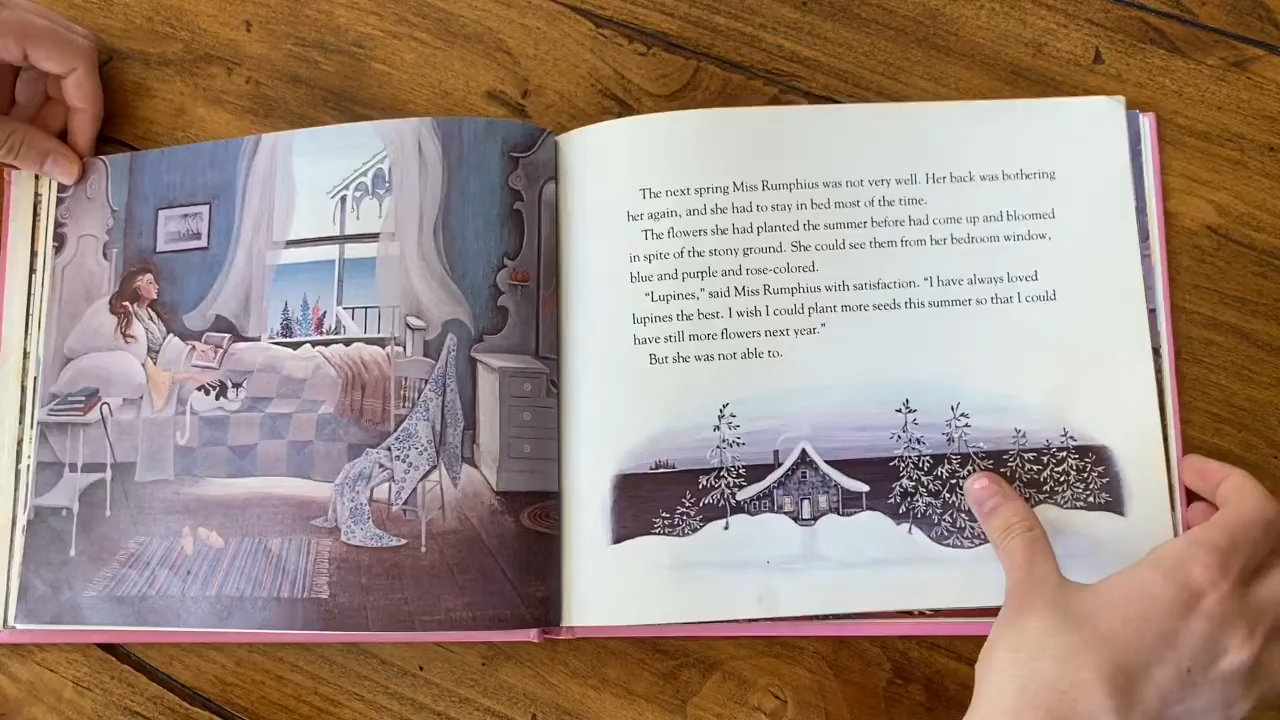 The next spring Miss Rumphius was not very well. Her back was bothering
her again, and she had to stay in bed most of the time.
The flowers she had planted the summer before had come up and bloomed
in spite of the stony ground. She could see them from her bedroom window,
blue and purple and rose-colored.
“Lupines,” said Miss Rumphius with satisfaction. “I have always loved
lupines the best. I wish I could plant more seeds this summer so that I could
have still more flowers next year.”
But she was not able to.